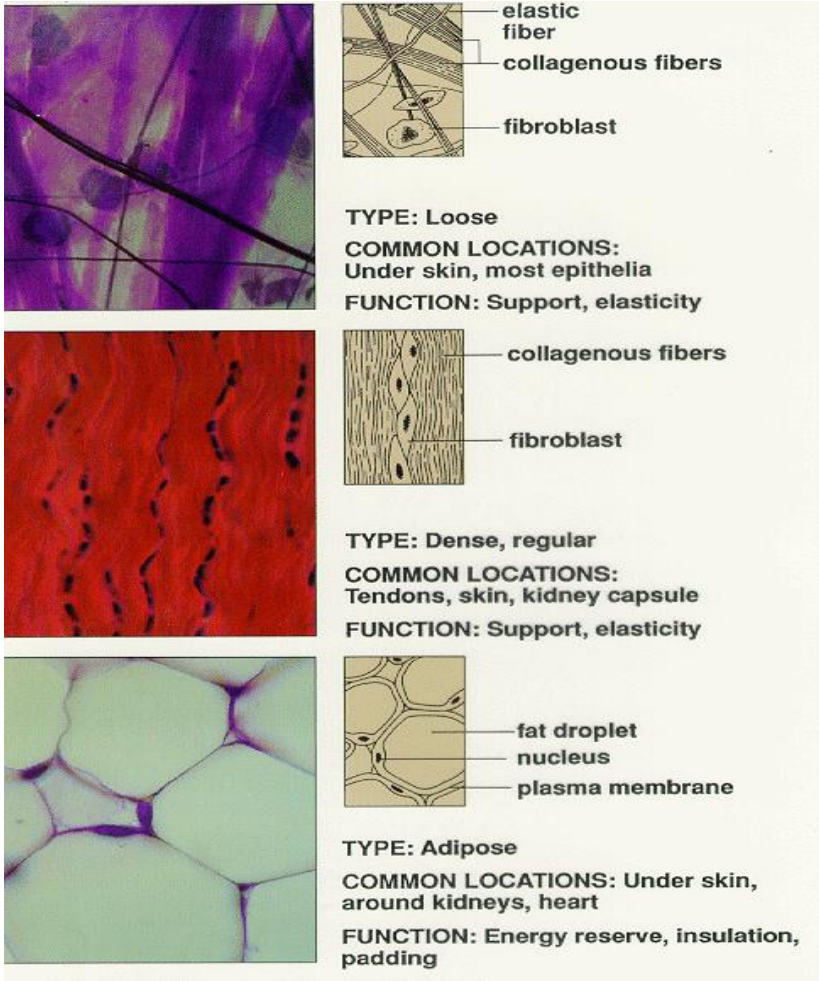 elastic
fiber
collagenous fibers
fibroblast
TYPE: Loose
COMMON LOCATIONS:
Under skin, most epithelia
FUNCTION: Support, elasticity
collagenous fibers
fibroblast
TYPE: Dense, regular
COMMON LOCATIONS:
Tendons, skin, kidney capsule
FUNCTION: Support, elasticity
fat droplet
nucleus
plasma membrane
TYPE: Adipose
COMMON LOCATIONS: Under skin,
around kidneys, heart
FUNCTION: Energy reserve, insulation,
padding